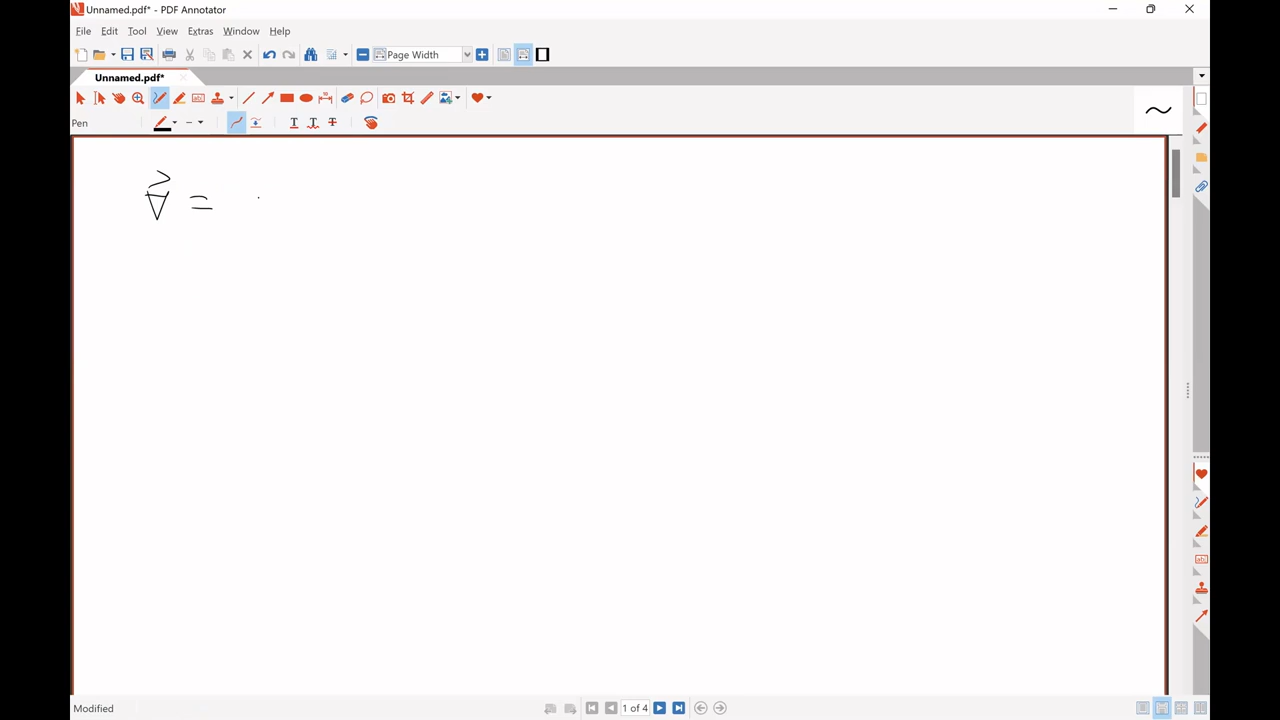 Unnamed.pdf* - PDF Annotator
File Edit Tool View Extras Window Help
Page Width
Unnamed.pdf*
Pen
∇⃗ =
Modified
1 of 4